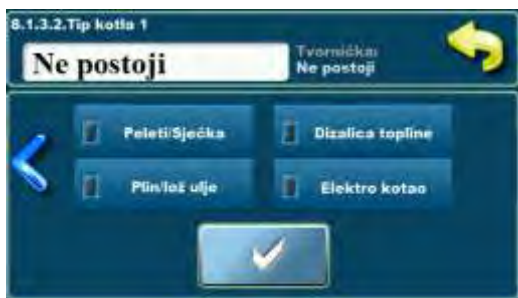 8.1.3.2.Tip kotla 1
Ne postoji
Tvornička:
Ne postoji
Peleti/Sječka
Dizalica topline
Plin/lož ulje
Elektro kotao